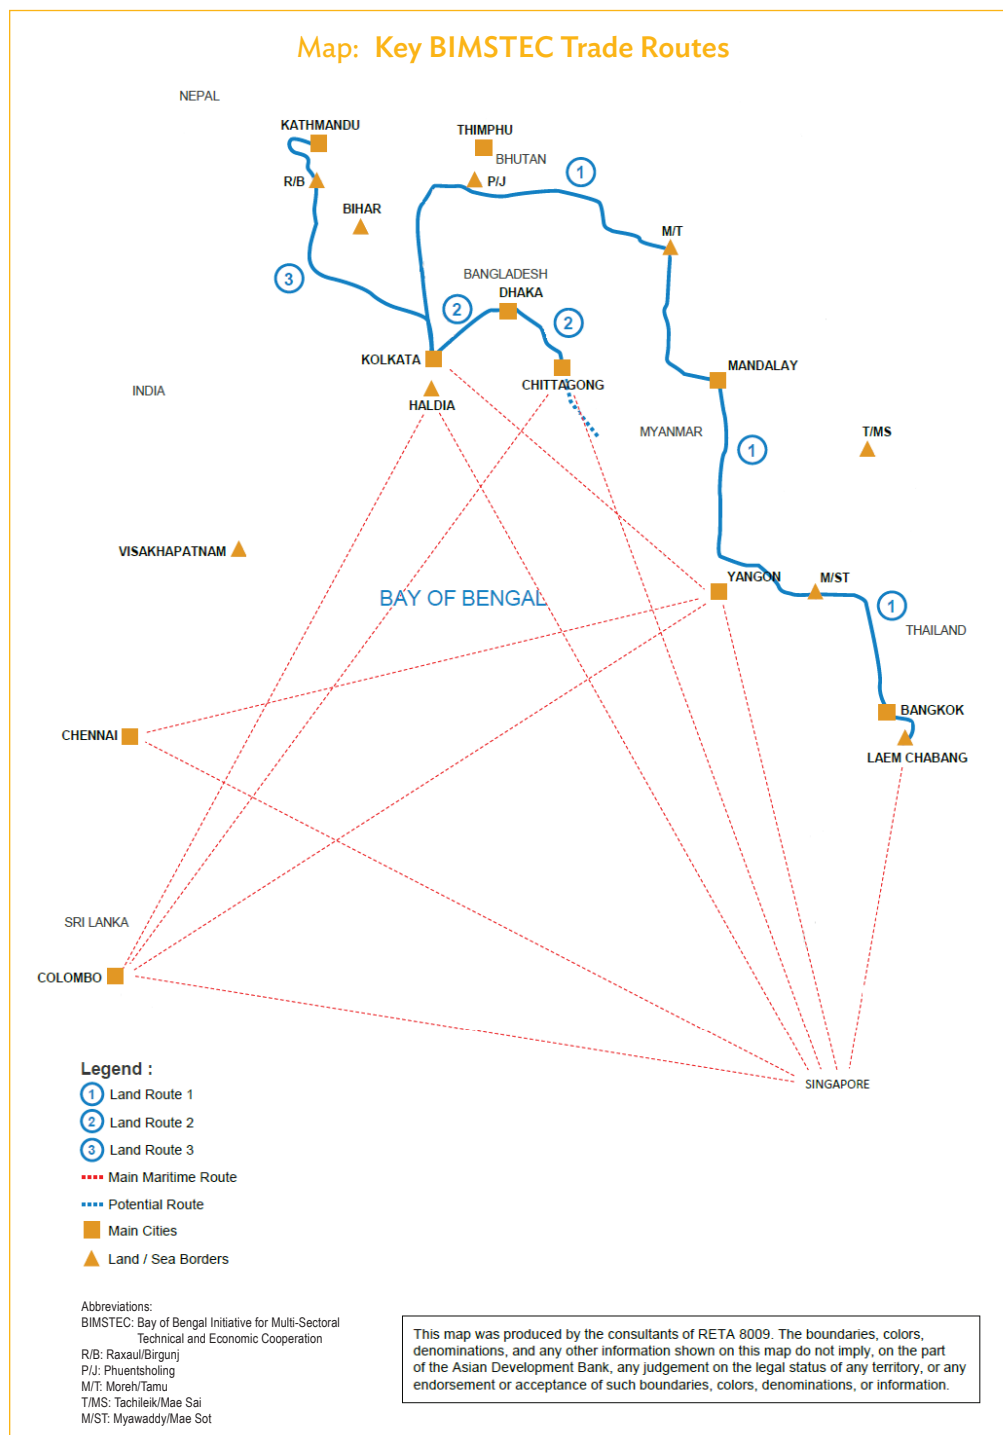 Map: Key BIMSTEC Trade Routes
NEPAL
KATHMANDU
THIMPHU
BHUTAN
1
R/B
P/J
BIHAR
M/T
3
BANGLADESH
DHAKA
2
2
KOLKATA
CHITTAGONG
MANDALAY
INDIA
HALDIA
MYANMAR
T/MS
1
VISAKHAPATNAM
YANGON
M/ST
BAY OF BENGAL
1
THAILAND
CHENNAI
BANGKOK
LAEM CHABANG
SRI LANKA
COLOMBO
SINGAPORE
Legend :
1 Land Route 1
2 Land Route 2
3 Land Route 3
Main Maritime Route
Potential Route
Main Cities
Land / Sea Borders
Abbreviations:
BIMSTEC: Bay of Bengal Initiative for Multi-Sectoral
Technical and Economic Cooperation
R/B: Raxaul/Birgunj
P/J: Phuentsholing
M/T: Moreh/Tamu
T/MS: Tachileik/Mae Sai
M/ST: Myawaddy/Mae Sot
This map was produced by the consultants of RETA 8009. The boundaries, colors,
denominations, and any other information shown on this map do not imply, on the part
of the Asian Development Bank, any judgement on the legal status of any territory, or any
endorsement or acceptance of such boundaries, colors, denominations, or information.